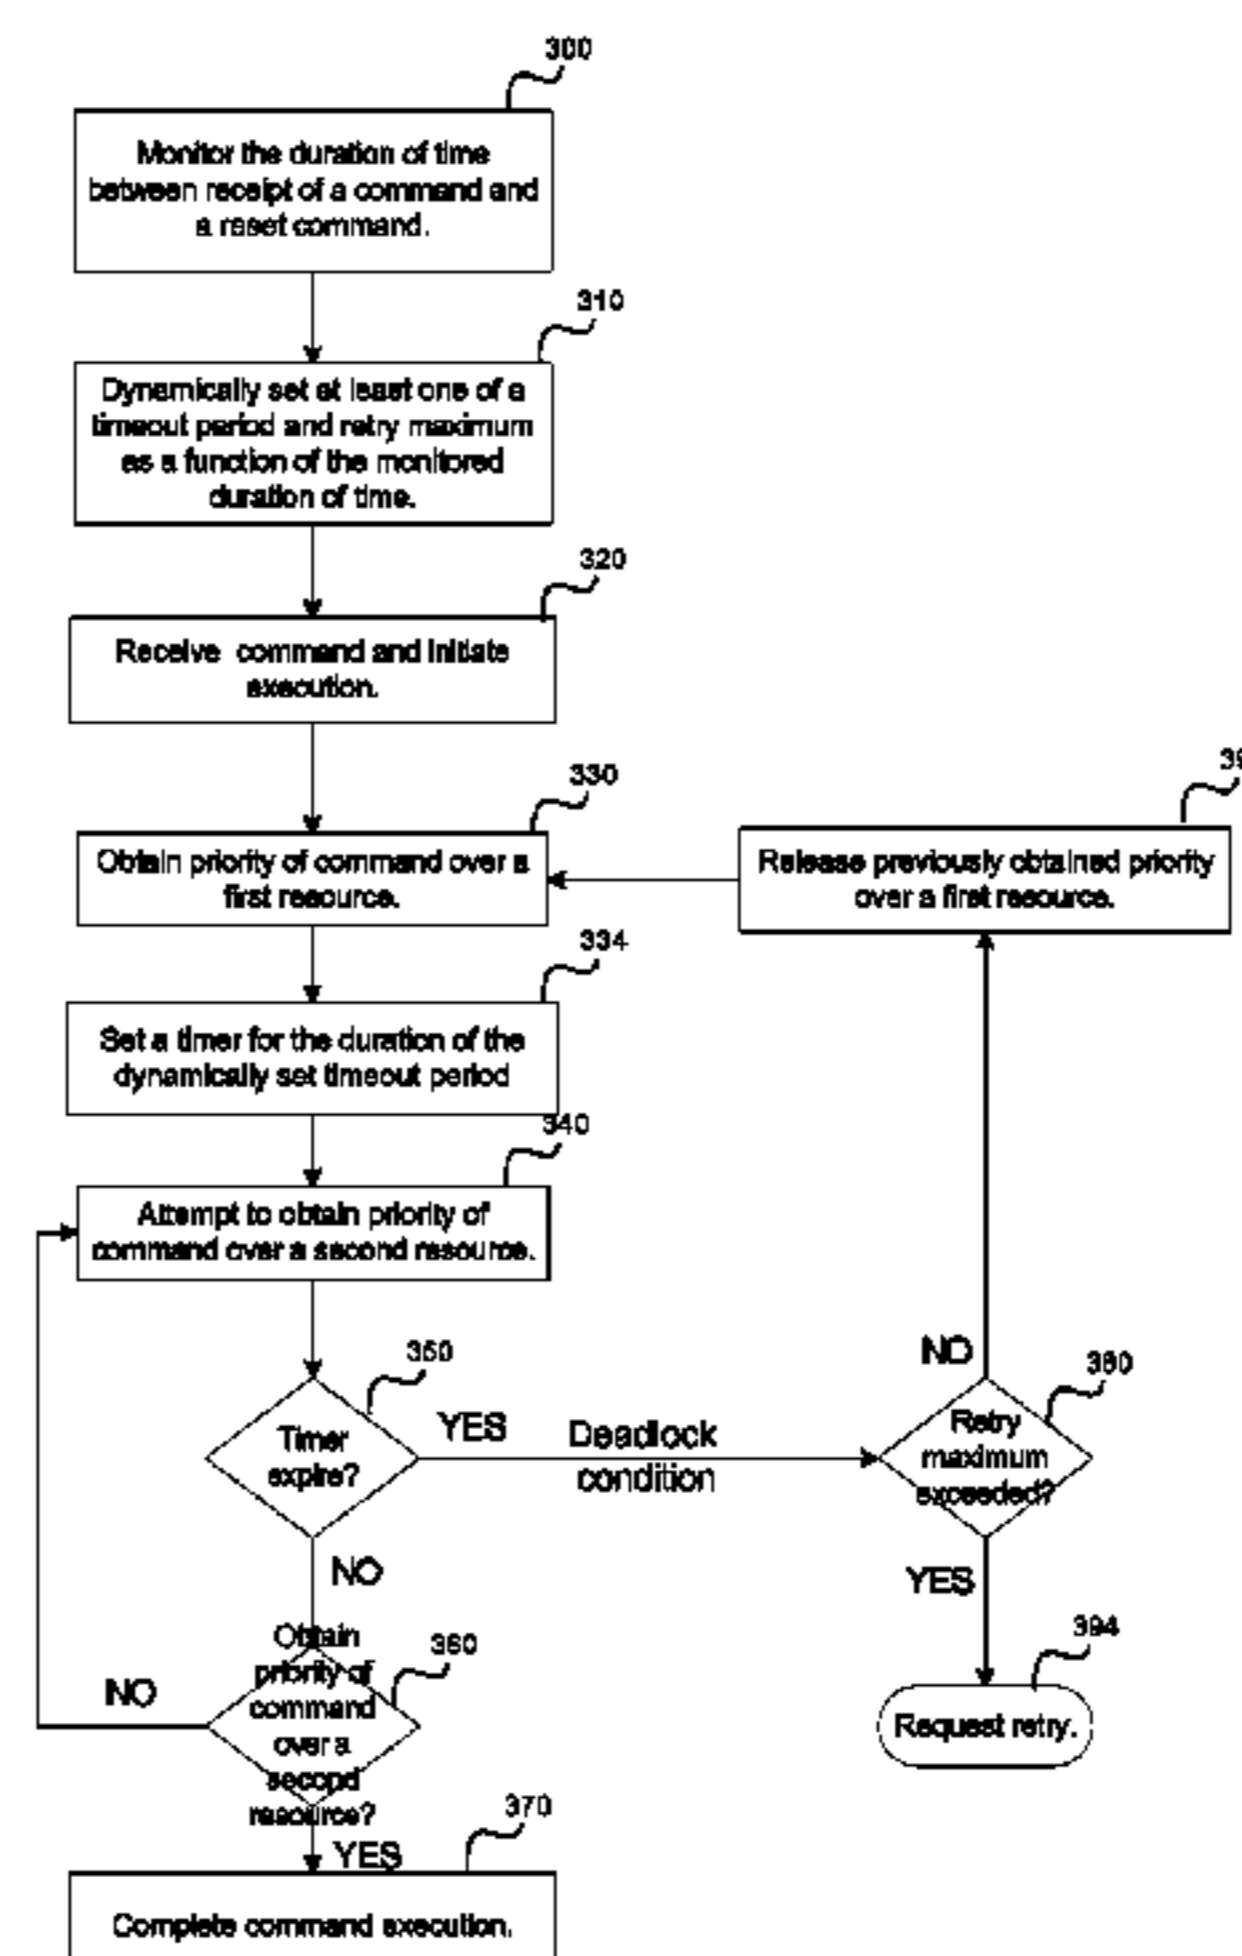 300
Monitor the duration of time
between receipt of a command and
a reset command.
310
Dynamically set at least one of a
timeout period and retry maximum
as a function of the monitored
duration of time.
320
Receive command and initiate
execution.
330
Obtain priority of command over a
first resource.
39
Release previously obtained priority
over a first resource.
334
Set a timer for the duration of the
dynamically set timeout period
340
Attempt to obtain priority of
command over a second resource.
350
Timer
expire?
YES
Deadlock
condition
NO
Retry
maximum
exceeded?
YES
NO
Obtain
priority of
command
over a
second
resource?
360
NO
394
Request retry.
YES
370
Complete command execution.